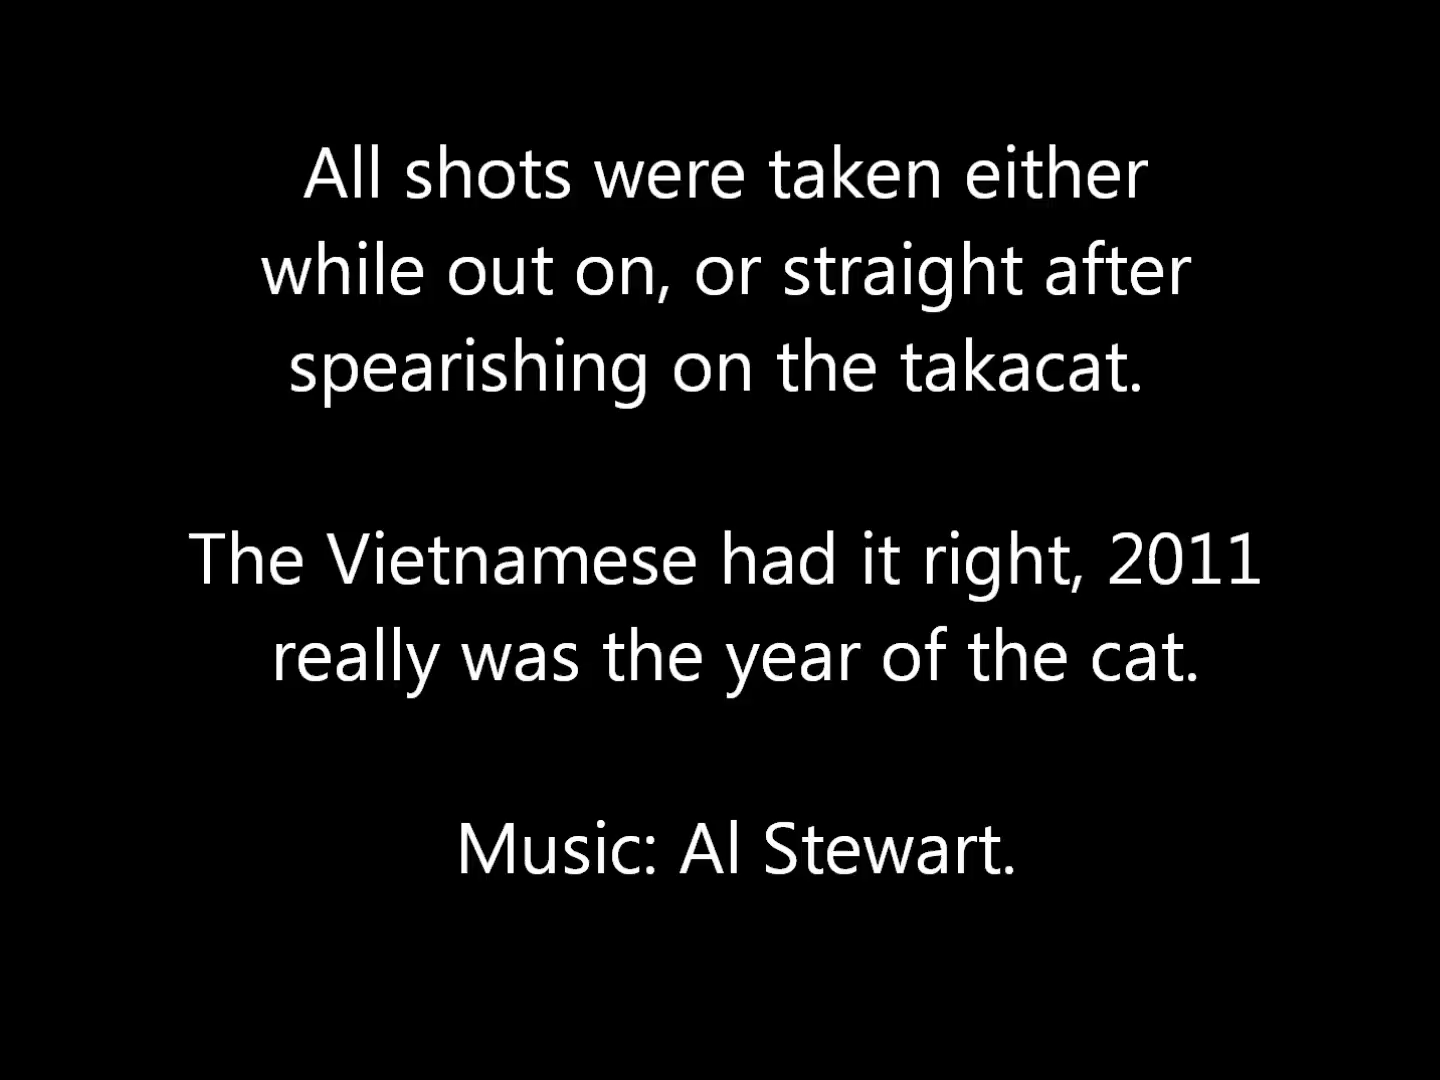 All shots were taken either
while out on, or straight after
spearishing on the takacat.
The Vietnamese had it right, 2011
really was the year of the cat.
Music: Al Stewart.